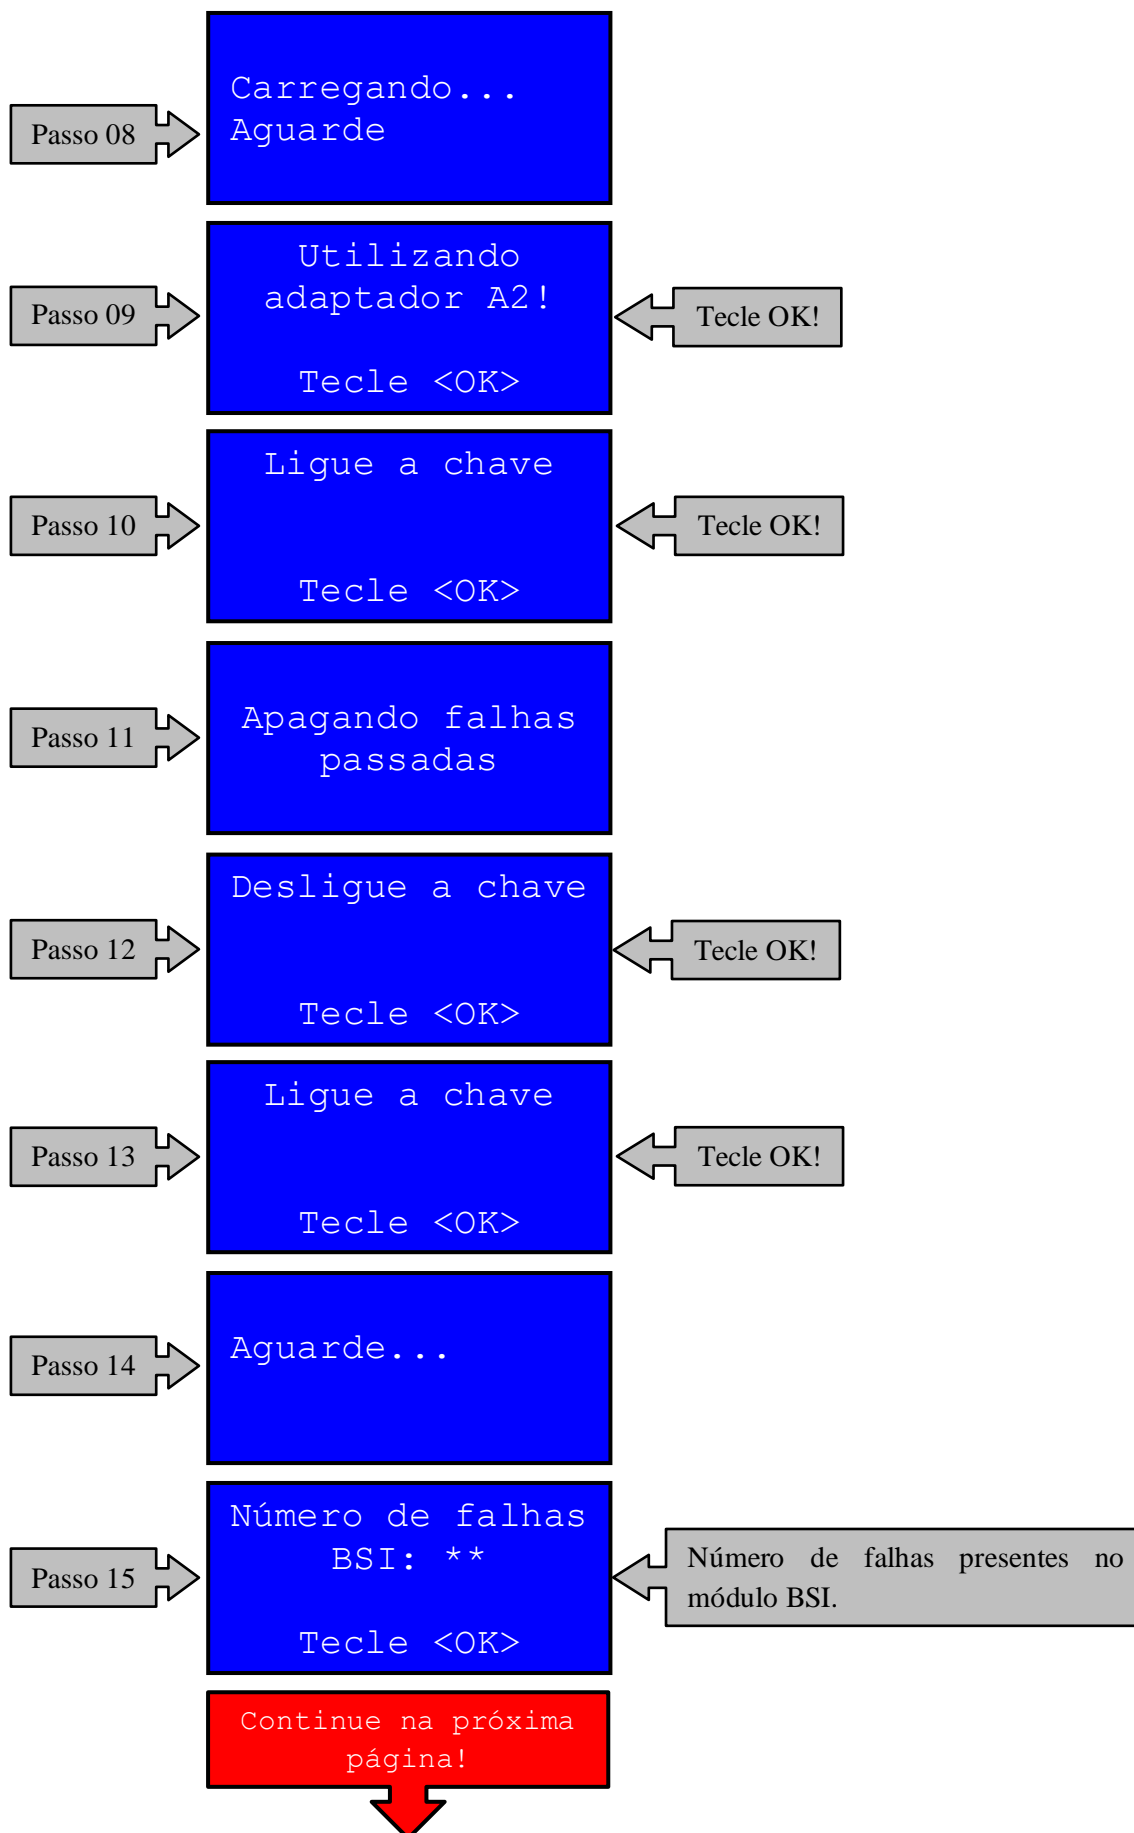 Passo 08
Carregando...
Aguarde
Passo 09
Utilizando
adaptador A2!
Tecle <OK>
Tecle OK!
Passo 10
Ligue a chave
Tecle <OK>
Tecle OK!
Passo 11
Apagando falhas
passadas
Passo 12
Desligue a chave
Tecle <OK>
Tecle OK!
Passo 13
Ligue a chave
Tecle <OK>
Tecle OK!
Passo 14
Aguarde...
Passo 15
Número de falhas
BSI: **
Tecle <OK>
Número de falhas presentes no
módulo BSI.
Continue na próxima
página!